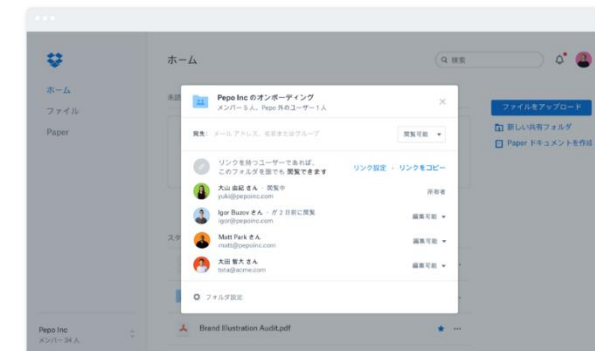 ホーム
検索
ホーム
ファイル
Paper
Pepo Inc のオンボーディング
メンバー 5 人、Pepo 外のユーザー 1 人
宛先: メール アドレス、名前またはグループ
閲覧可能
リンクを持つユーザーであれば、
このフォルダを誰でも 閲覧できます
リンク設定 ・ リンクをコピー
大山 由紀 さん ・ 閲覧中
yuki@pepoinc.com
所有者
Igor Buzov さん ・ が 2 日前に閲覧
igor@pepoinc.com
編集可能
Matt Park さん
matt@pepoinc.com
編集可能
太田 智大 さん
tota@acme.com
編集可能
フォルダ設定
ファイルをアップロード
新しい共有フォルダ
Paper ドキュメントを作成
Brand Illustration Audit.pdf
Pepo Inc
メンバー 34 人